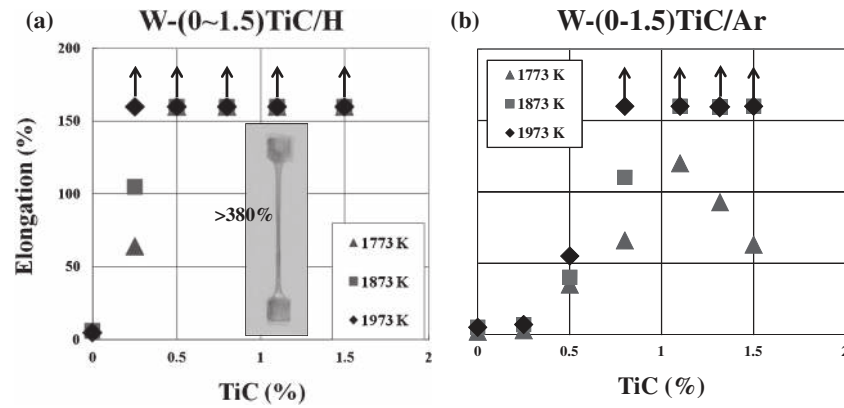 (a) W-(0~1.5)TiC/H
200
150
100
50
0
0 0.5 1 1.5 2
Elongation (%)
TiC (%)
>380%
1773 K
1873 K
1973 K
(b) W-(0-1.5)TiC/Ar
1773 K
1873 K
1973 K
0 0.5 1 1.5 2
TiC (%)